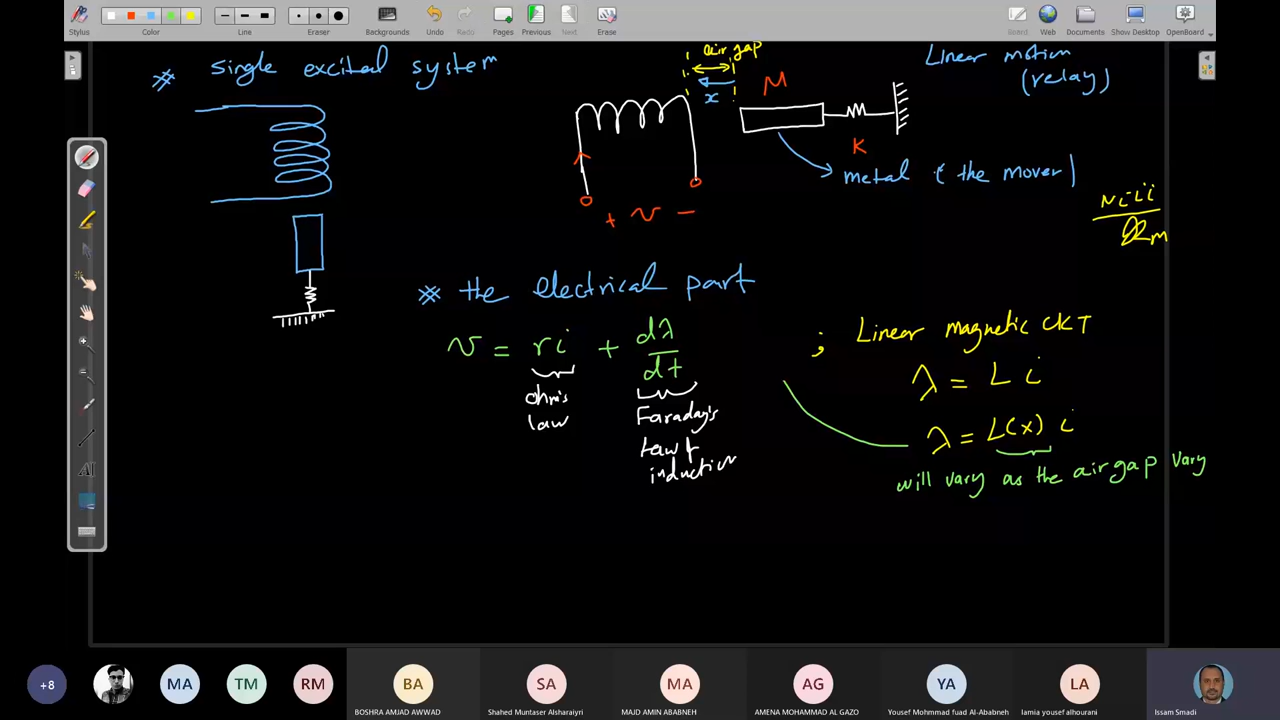 Stylus
Color
Line
Eraser
Backgrounds
Undo
Redo
Pages
Previous
Next
Erase
Board
Web
Documents
Show Desktop
OpenBoard
* single excited system
air gap
x
M
K
Linear motion
(relay)
metal (the mover)
+ v −
* the electrical part
v = ri + dλ/dt
ohm's
law
Faraday's
law of
induction
; Linear magnetic CKT
λ = L i
λ = L(x) i
will vary as the air gap vary
+8
MA
TM
RM
BA
BOSHRA AMJAD AWWAD
SA
Shahed Muntaser Alsharaiyri
MA
MAJD AMIN ABABNEH
AG
AMENA MOHAMMAD AL GAZO
YA
Yousef Mohmmad fuad Al-Ababneh
LA
lamia yousef alhourani
Issam Smadi